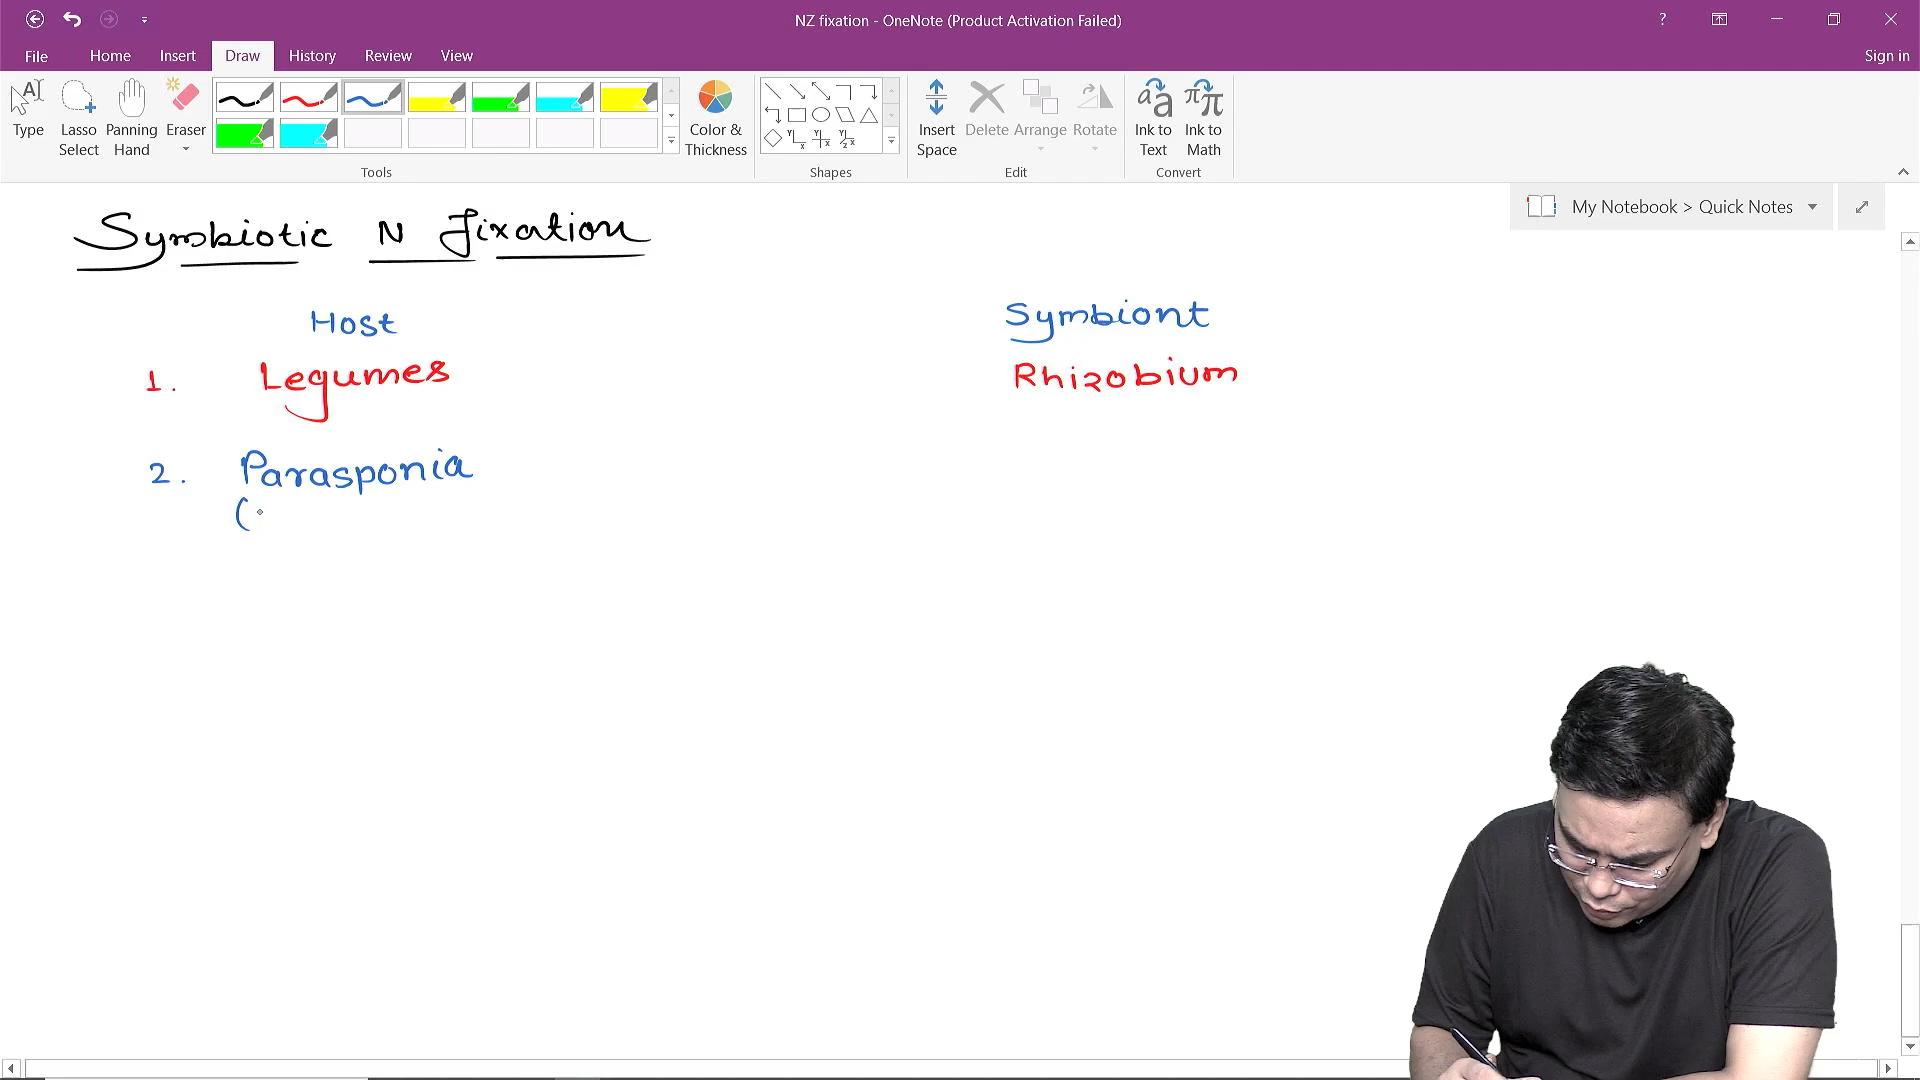 NZ fixation - OneNote (Product Activation Failed)
?
File Home Insert Draw History Review View
Sign in
Type
Lasso Select
Panning Hand
Eraser
Color & Thickness
Insert Space
Delete
Arrange
Rotate
Ink to Text
Ink to Math
Tools
Shapes
Edit
Convert
My Notebook > Quick Notes
Symbiotic N Fixation
Host Symbiont
1. Legumes Rhizobium
2. Parasponia
(